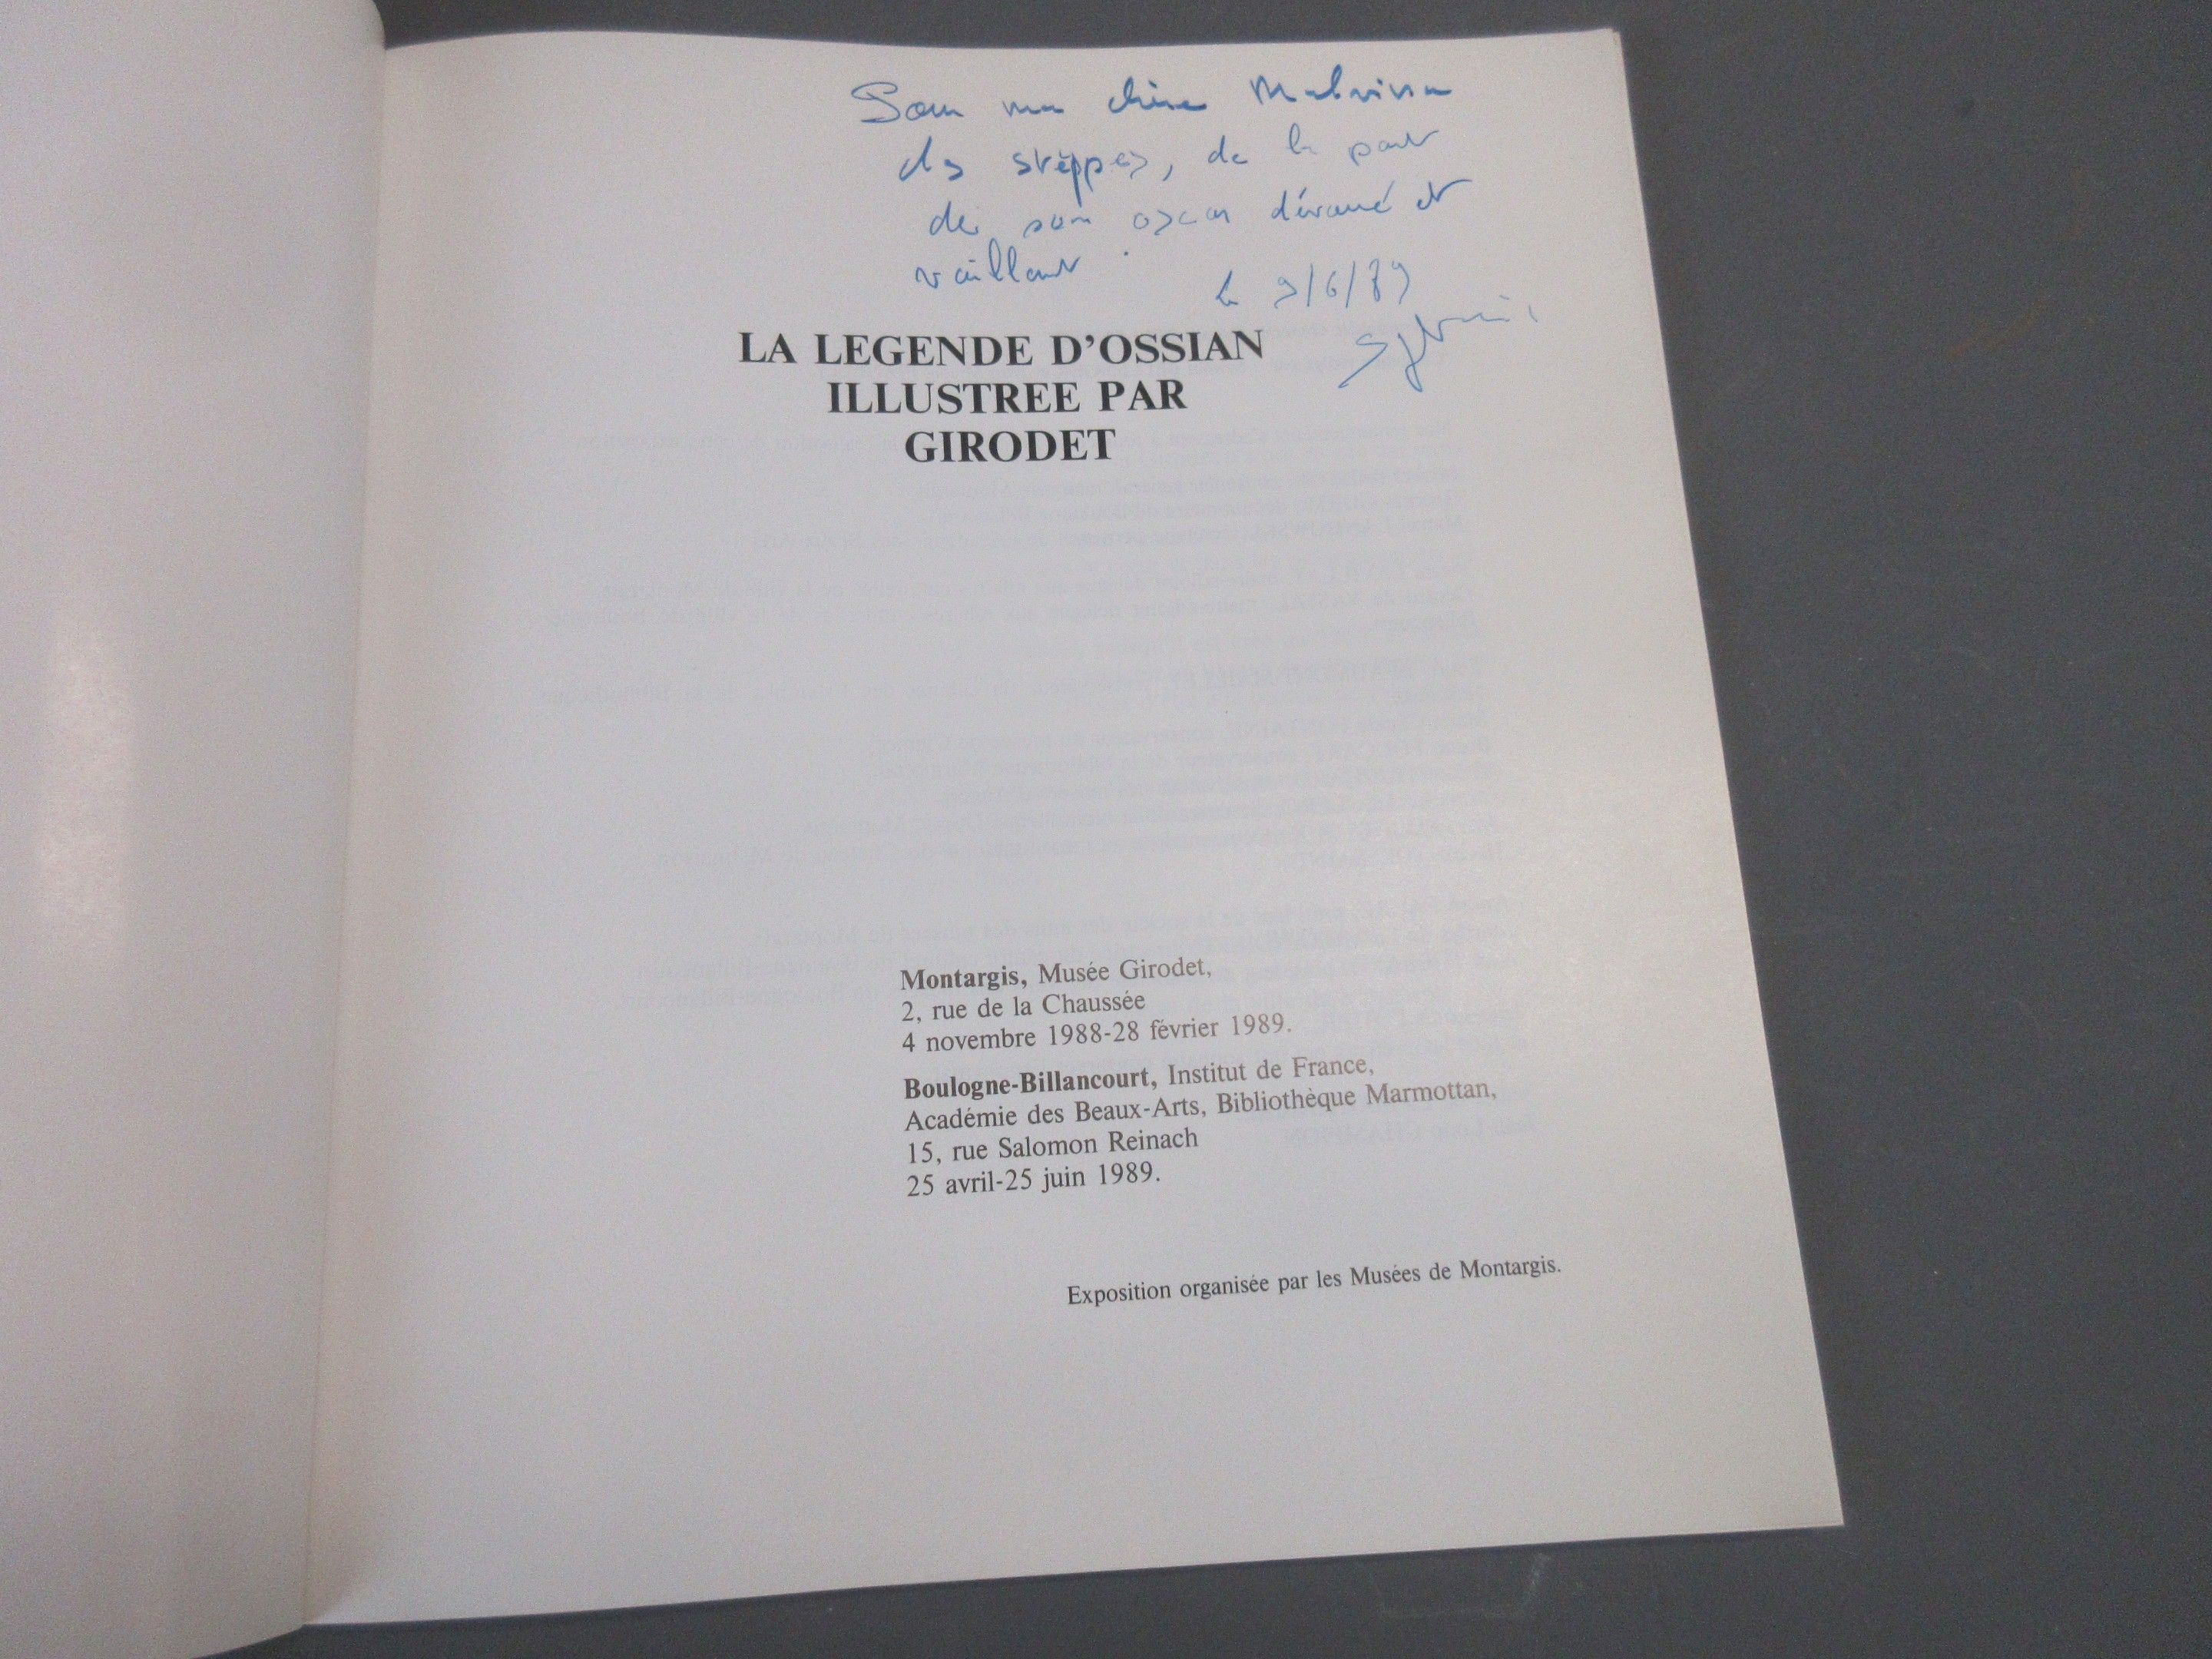 Pour ma chère Malvina
des stèppes, de la part
de son oscar dévoué et
vaillant.
le 9/6/89
LA LEGENDE D'OSSIAN
ILLUSTREE PAR
GIRODET
Montargis, Musée Girodet,
2, rue de la Chaussée
4 novembre 1988-28 février 1989.
Boulogne-Billancourt, Institut de France,
Académie des Beaux-Arts, Bibliothèque Marmottan,
15, rue Salomon Reinach
25 avril-25 juin 1989.
Exposition organisée par les Musées de Montargis.